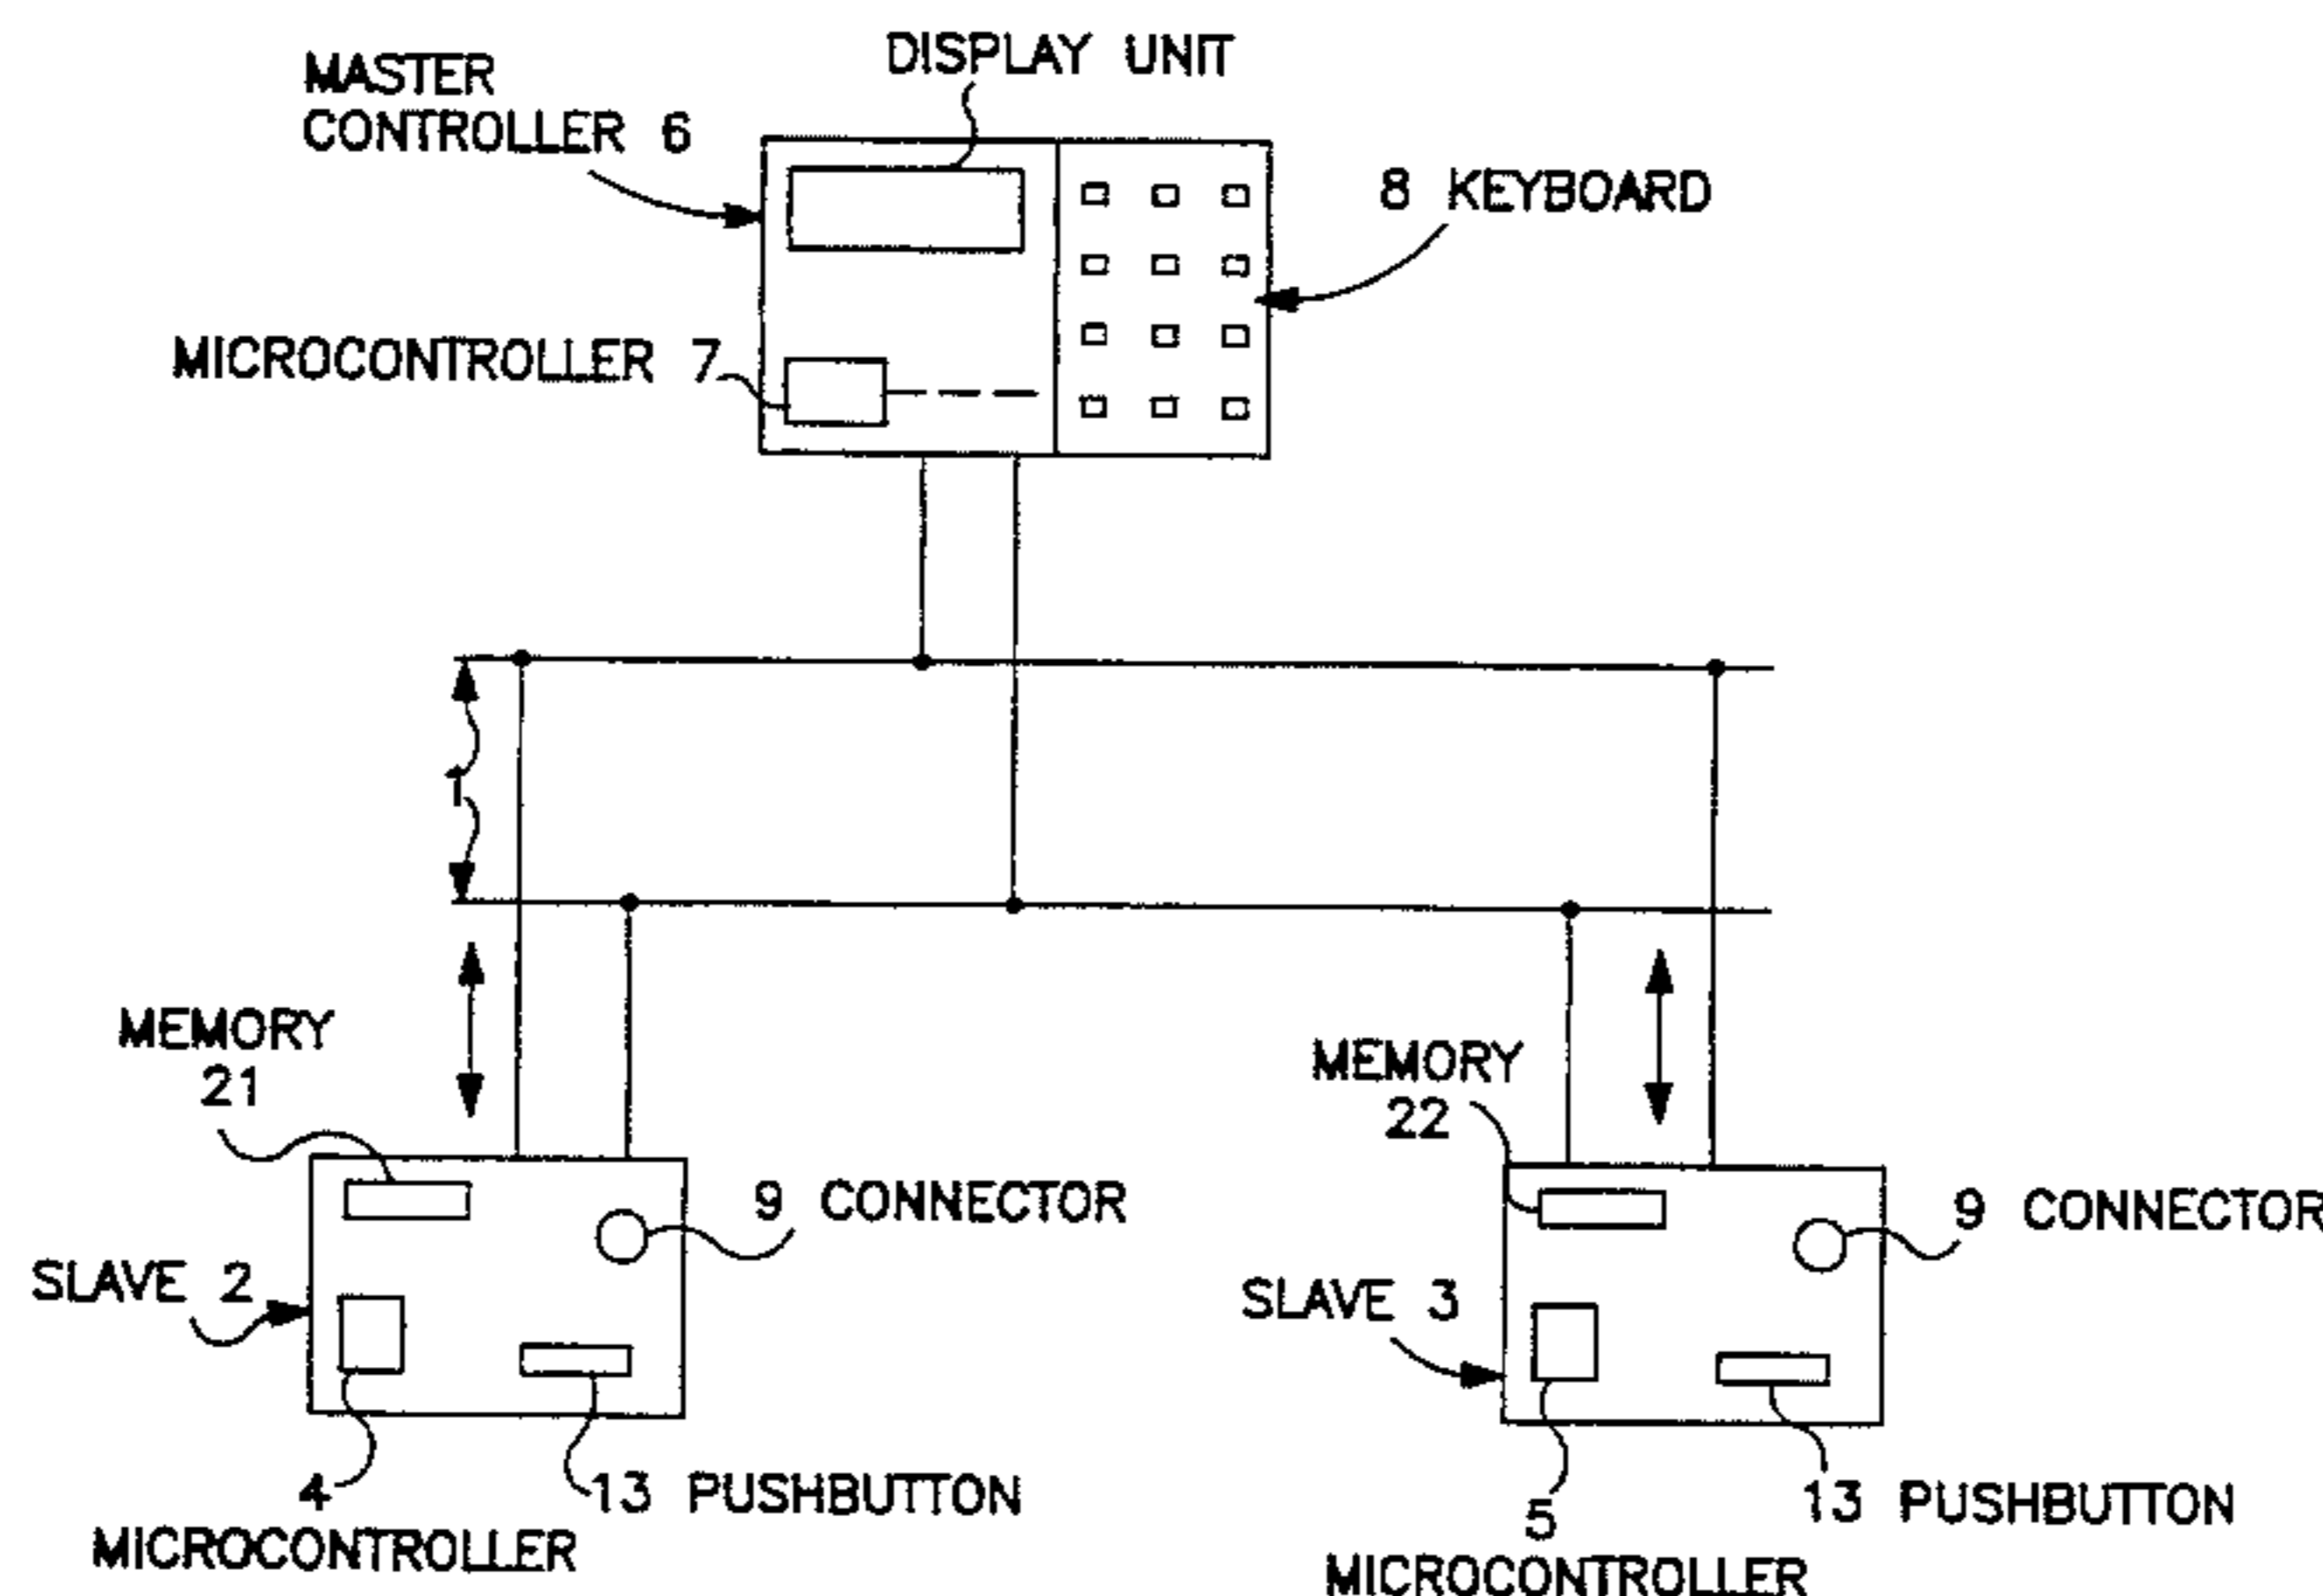 DISPLAY UNIT
MASTER
CONTROLLER 6
8 KEYBOARD
MICROCONTROLLER 7
1
MEMORY
21
MEMORY
22
9 CONNECTOR
9 CONNECTOR
SLAVE 2
SLAVE 3
4
MICROCONTROLLER
13 PUSHBUTTON
5
MICROCONTROLLER
13 PUSHBUTTON